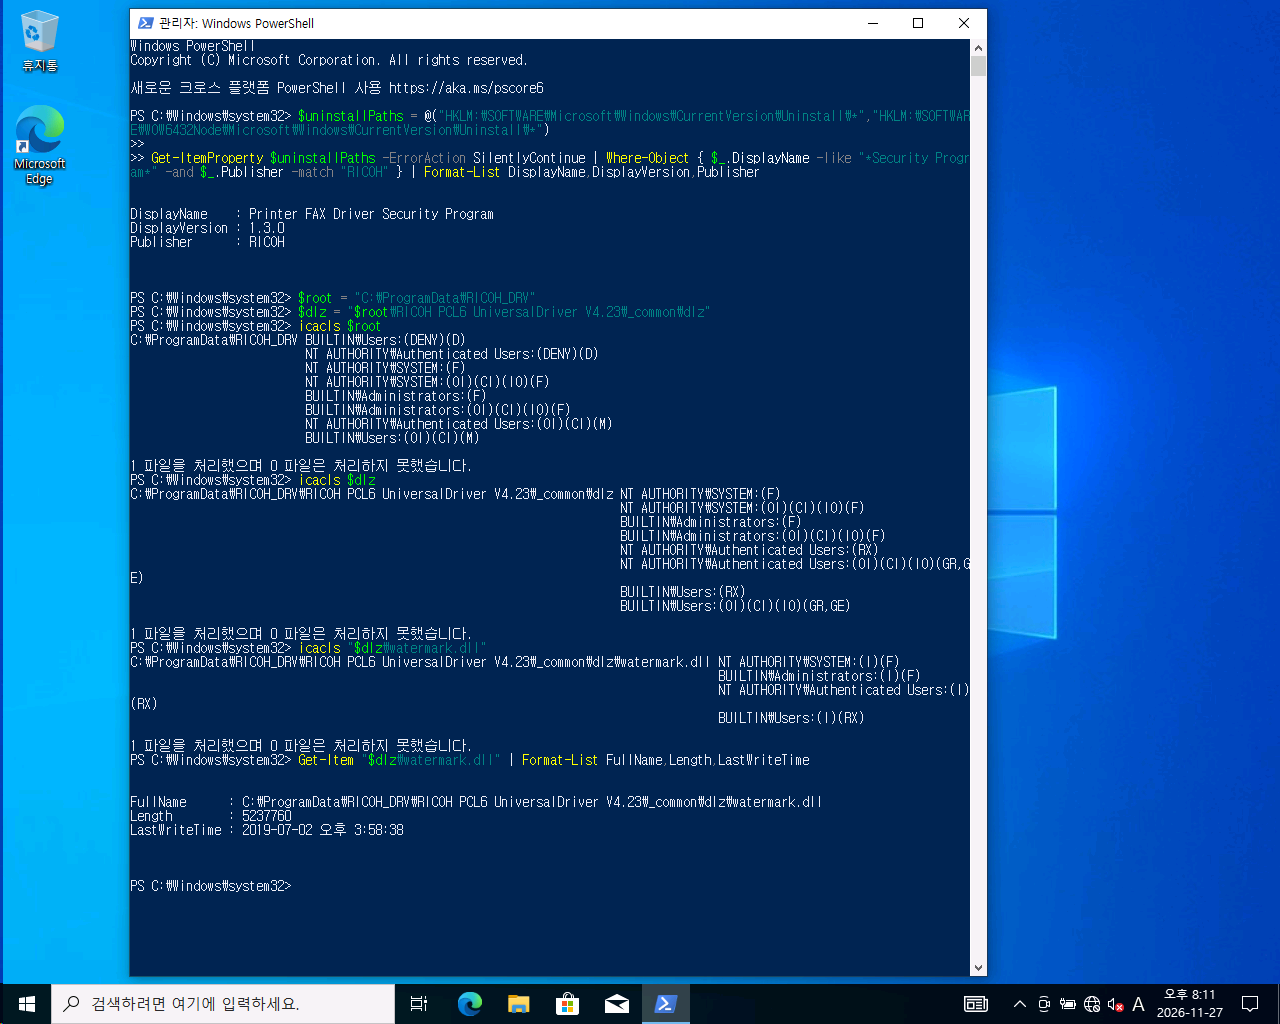 휴지통
Microsoft
Edge
관리자: Windows PowerShell
Windows PowerShell
Copyright (C) Microsoft Corporation. All rights reserved.
새로운 크로스 플랫폼 PowerShell 사용 https://aka.ms/pscore6
PS C:₩Windows₩system32> $uninstallPaths = @("HKLM:₩SOFTWARE₩Microsoft₩Windows₩CurrentVersion₩Uninstall₩*","HKLM:₩SOFTWAR
E₩WOW6432Node₩Microsoft₩Windows₩CurrentVersion₩Uninstall₩*")
>>
>> Get-ItemProperty $uninstallPaths -ErrorAction SilentlyContinue | Where-Object { $_.DisplayName -like "*Security Progr
am*" -and $_.Publisher -match "RICOH" } | Format-List DisplayName,DisplayVersion,Publisher
DisplayName    : Printer FAX Driver Security Program
DisplayVersion : 1.3.0
Publisher      : RICOH
PS C:₩Windows₩system32> $root = "C:₩ProgramData₩RICOH_DRV"
PS C:₩Windows₩system32> $dlz = "$root₩RICOH PCL6 UniversalDriver V4.23₩_common₩dlz"
PS C:₩Windows₩system32> icacls $root
C:₩ProgramData₩RICOH_DRV BUILTIN₩Users:(DENY)(D)
NT AUTHORITY₩Authenticated Users:(DENY)(D)
NT AUTHORITY₩SYSTEM:(F)
NT AUTHORITY₩SYSTEM:(OI)(CI)(IO)(F)
BUILTIN₩Administrators:(F)
BUILTIN₩Administrators:(OI)(CI)(IO)(F)
NT AUTHORITY₩Authenticated Users:(OI)(CI)(M)
BUILTIN₩Users:(OI)(CI)(M)
1 파일을 처리했으며 0 파일은 처리하지 못했습니다.
PS C:₩Windows₩system32> icacls $dlz
C:₩ProgramData₩RICOH_DRV₩RICOH PCL6 UniversalDriver V4.23₩_common₩dlz NT AUTHORITY₩SYSTEM:(F)
NT AUTHORITY₩SYSTEM:(OI)(CI)(IO)(F)
BUILTIN₩Administrators:(F)
BUILTIN₩Administrators:(OI)(CI)(IO)(F)
NT AUTHORITY₩Authenticated Users:(RX)
NT AUTHORITY₩Authenticated Users:(OI)(CI)(IO)(GR,G
E)
BUILTIN₩Users:(RX)
BUILTIN₩Users:(OI)(CI)(IO)(GR,GE)
1 파일을 처리했으며 0 파일은 처리하지 못했습니다.
PS C:₩Windows₩system32> icacls "$dlz₩watermark.dll"
C:₩ProgramData₩RICOH_DRV₩RICOH PCL6 UniversalDriver V4.23₩_common₩dlz₩watermark.dll NT AUTHORITY₩SYSTEM:(I)(F)
BUILTIN₩Administrators:(I)(F)
NT AUTHORITY₩Authenticated Users:(I)
(RX)
BUILTIN₩Users:(I)(RX)
1 파일을 처리했으며 0 파일은 처리하지 못했습니다.
PS C:₩Windows₩system32> Get-Item "$dlz₩watermark.dll" | Format-List FullName,Length,LastWriteTime
FullName      : C:₩ProgramData₩RICOH_DRV₩RICOH PCL6 UniversalDriver V4.23₩_common₩dlz₩watermark.dll
Length        : 5237760
LastWriteTime : 2019-07-02 오후 3:58:38
PS C:₩Windows₩system32>
검색하려면 여기에 입력하세요.
A
오후 8:11
2026-11-27